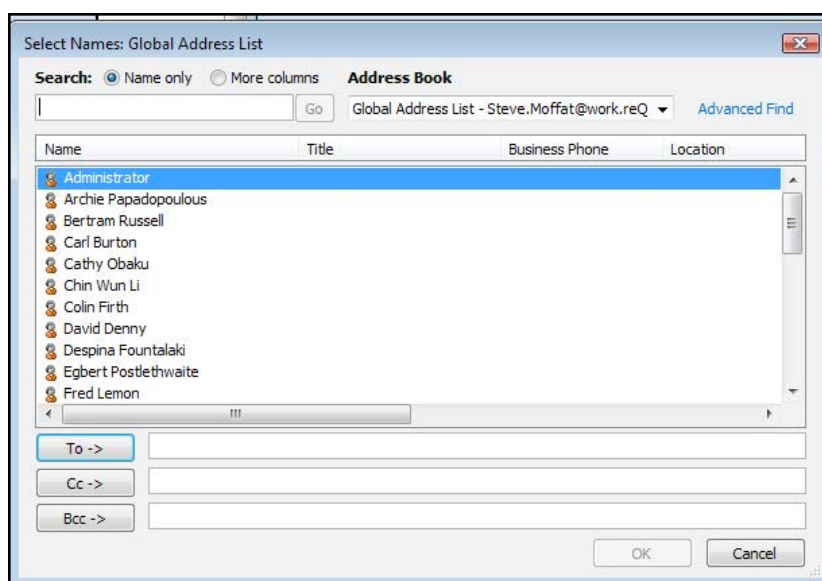 Select Names: Global Address List
Search: Name only More columns Address Book
Go Global Address List - Steve.Moffat@work.reQ Advanced Find
Name Title Business Phone Location
Administrator
Archie Papadopoulous
Bertram Russell
Carl Burton
Cathy Obaku
Chin Wun Li
Colin Firth
David Denny
Despina Fountalaki
Egbert Postlethwaite
Fred Lemon
To ->
Cc ->
Bcc ->
OK Cancel